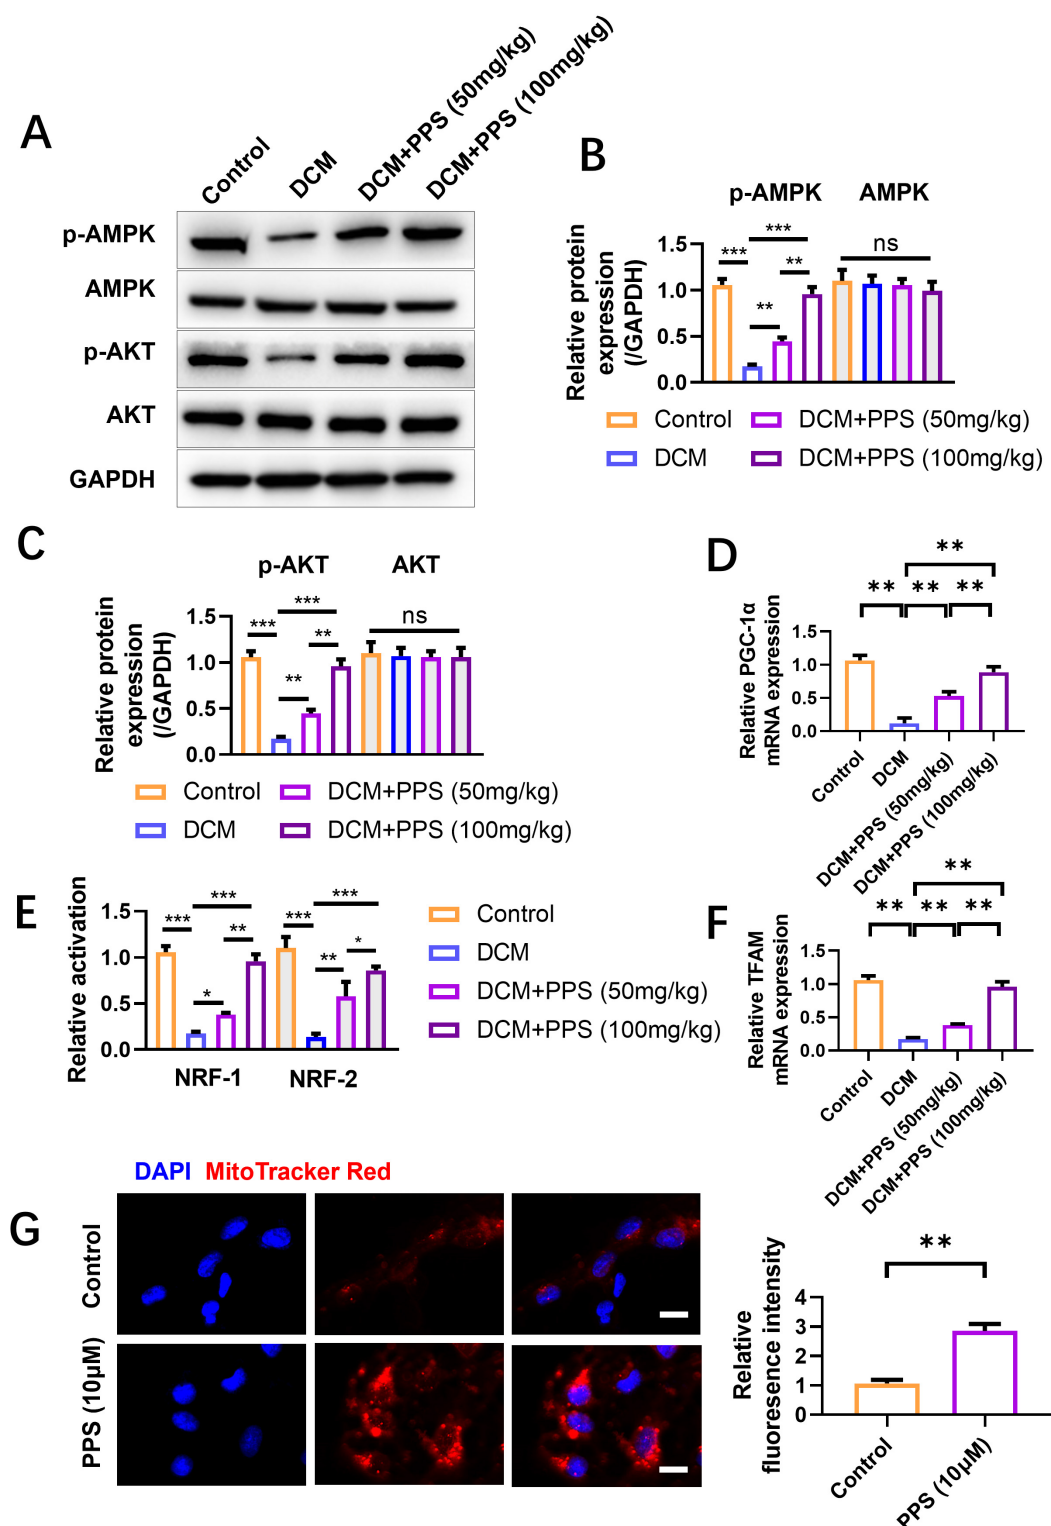 A
Control
DCM
DCM+PPS (50mg/kg)
DCM+PPS (100mg/kg)
p-AMPK
AMPK
p-AKT
AKT
GAPDH
B
p-AMPK
AMPK
Relative protein
expression
(/GAPDH)
1.5
1.0
0.5
0.0
***
***
**
**
ns
Control
DCM+PPS (50mg/kg)
DCM
DCM+PPS (100mg/kg)
C
p-AKT
AKT
Relative protein
expression
(/GAPDH)
1.5
1.0
0.5
0.0
***
***
**
**
ns
Control
DCM+PPS (50mg/kg)
DCM
DCM+PPS (100mg/kg)
D
**
**
**
**
Relative PGC-1α
mRNA expression
1.5
1.0
0.5
0.0
Control
DCM
DCM+PPS (50mg/kg)
DCM+PPS (100mg/kg)
E
Relative activation
1.5
1.0
0.5
0.0
***
***
**
*
***
***
**
*
NRF-1
NRF-2
Control
DCM
DCM+PPS (50mg/kg)
DCM+PPS (100mg/kg)
F
**
**
**
**
Relative TFAM
mRNA expression
1.5
1.0
0.5
0.0
Control
DCM
DCM+PPS (50mg/kg)
DCM+PPS (100mg/kg)
G
DAPI MitoTracker Red
Control
PPS (10μM)
Relative
fluoresence intensity
4
3
2
1
0
**
Control
PPS (10μM)